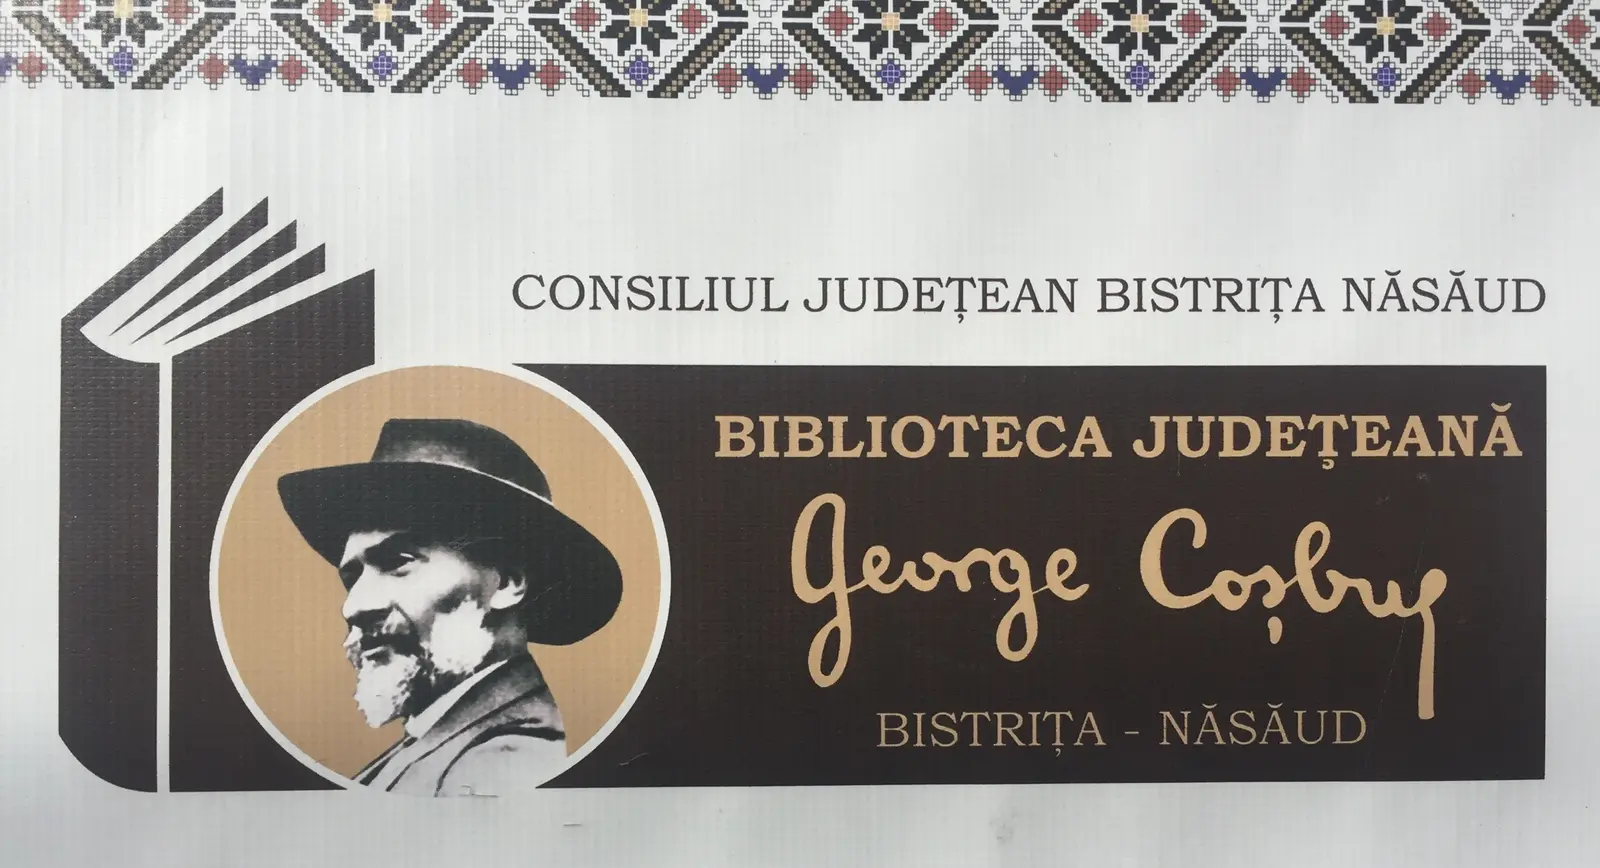 CONSILIUL JUDEȚEAN BISTRIȚA NĂSĂUD
BIBLIOTECA JUDEȚEANĂ
George Coșbuc
BISTRIȚA - NĂSĂUD